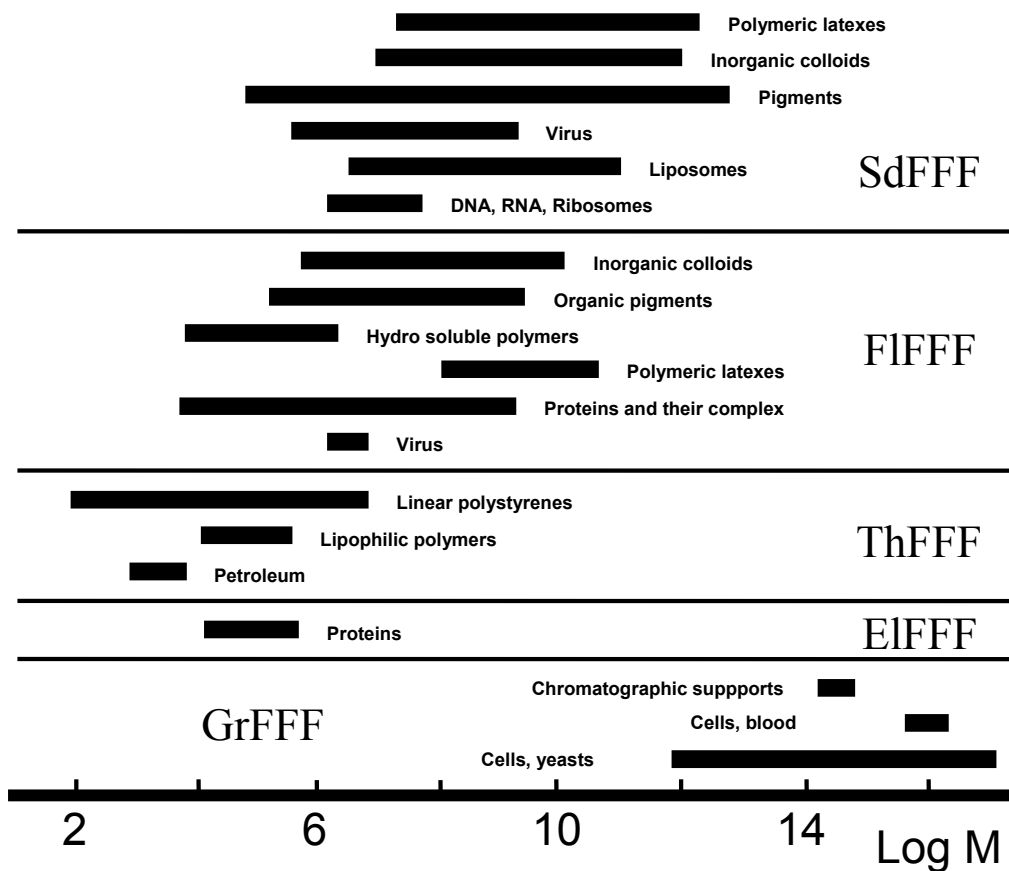 Polymeric latexes
Inorganic colloids
Pigments
Virus
Liposomes
SdFFF
DNA, RNA, Ribosomes
Inorganic colloids
Organic pigments
Hydro soluble polymers
FlFFF
Polymeric latexes
Proteins and their complex
Virus
Linear polystyrenes
Lipophilic polymers
ThFFF
Petroleum
Proteins
ElFFF
Chromatographic suppports
GrFFF
Cells, blood
Cells, yeasts
2 6 10 14
Log M